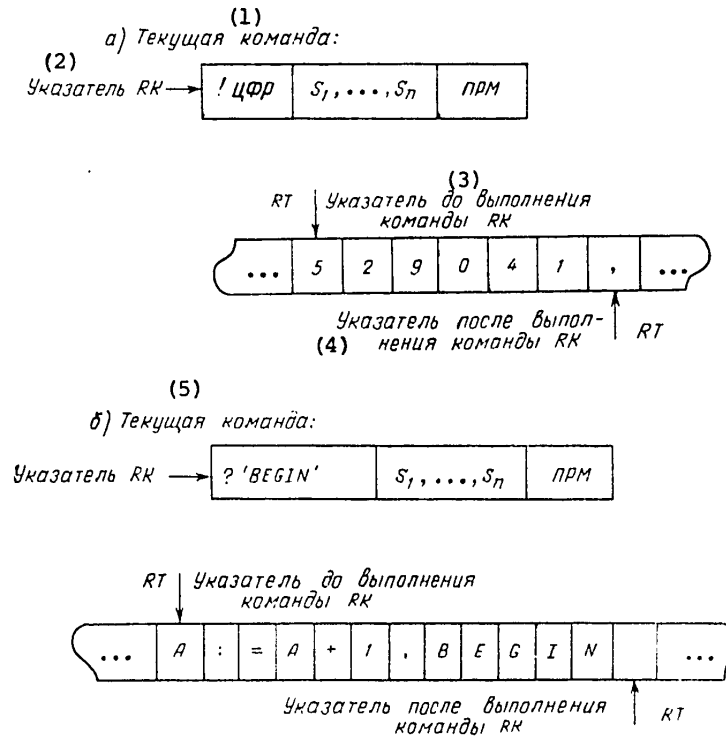 (1)
а) Текущая команда:
(2)
Указатель RK
! ЦФР S₁, ..., Sₙ ПРМ
(3)
RT Указатель до выполнения
команды RK
... 5 2 9 0 4 1 , ...
Указатель после выпол-
(4) нения команды RK RT
(5)
б) Текущая команда:
Указатель RK
? 'BEGIN' S₁, ..., Sₙ ПРМ
RT Указатель до выполнения
команды RK
... A : = A + 1 , B E G I N ...
Указатель после выполнения
команды RK RT